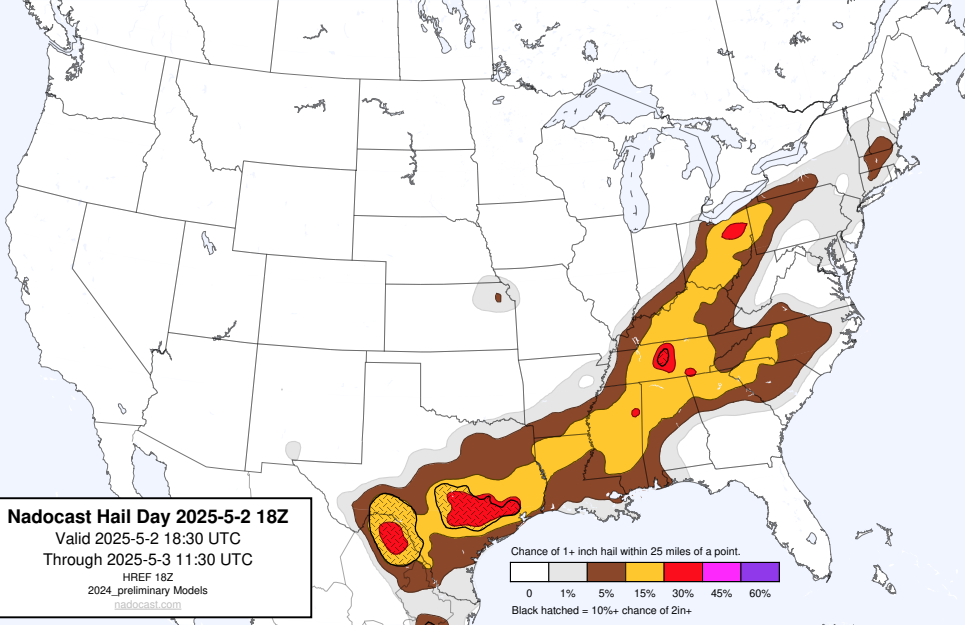 Nadocast Hail Day 2025-5-2 18Z
Valid 2025-5-2 18:30 UTC
Through 2025-5-3 11:30 UTC
HREF 18Z
2024_preliminary Models
nadocast.com
Chance of 1+ inch hail within 25 miles of a point.
0 1% 5% 15% 30% 45% 60%
Black hatched = 10%+ chance of 2in+